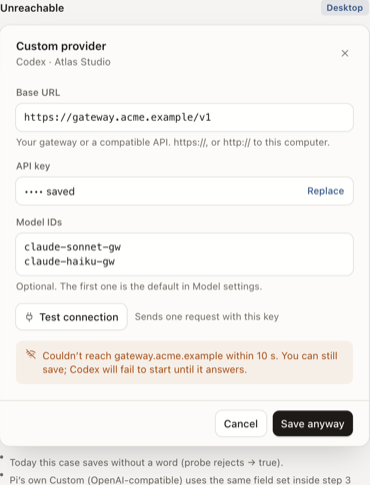 Unreachable
Desktop
Custom provider
Codex · Atlas Studio
Base URL
https://gateway.acme.example/v1
Your gateway or a compatible API. https://, or http:// to this computer.
API key
•••• saved
Replace
Model IDs
claude-sonnet-gw
claude-haiku-gw
Optional. The first one is the default in Model settings.
Test connection
Sends one request with this key
Couldn't reach gateway.acme.example within 10 s. You can still
save; Codex will fail to start until it answers.
Cancel
Save anyway
• Today this case saves without a word (probe rejects → true).
• Pi's own Custom (OpenAI-compatible) uses the same field set inside step 3